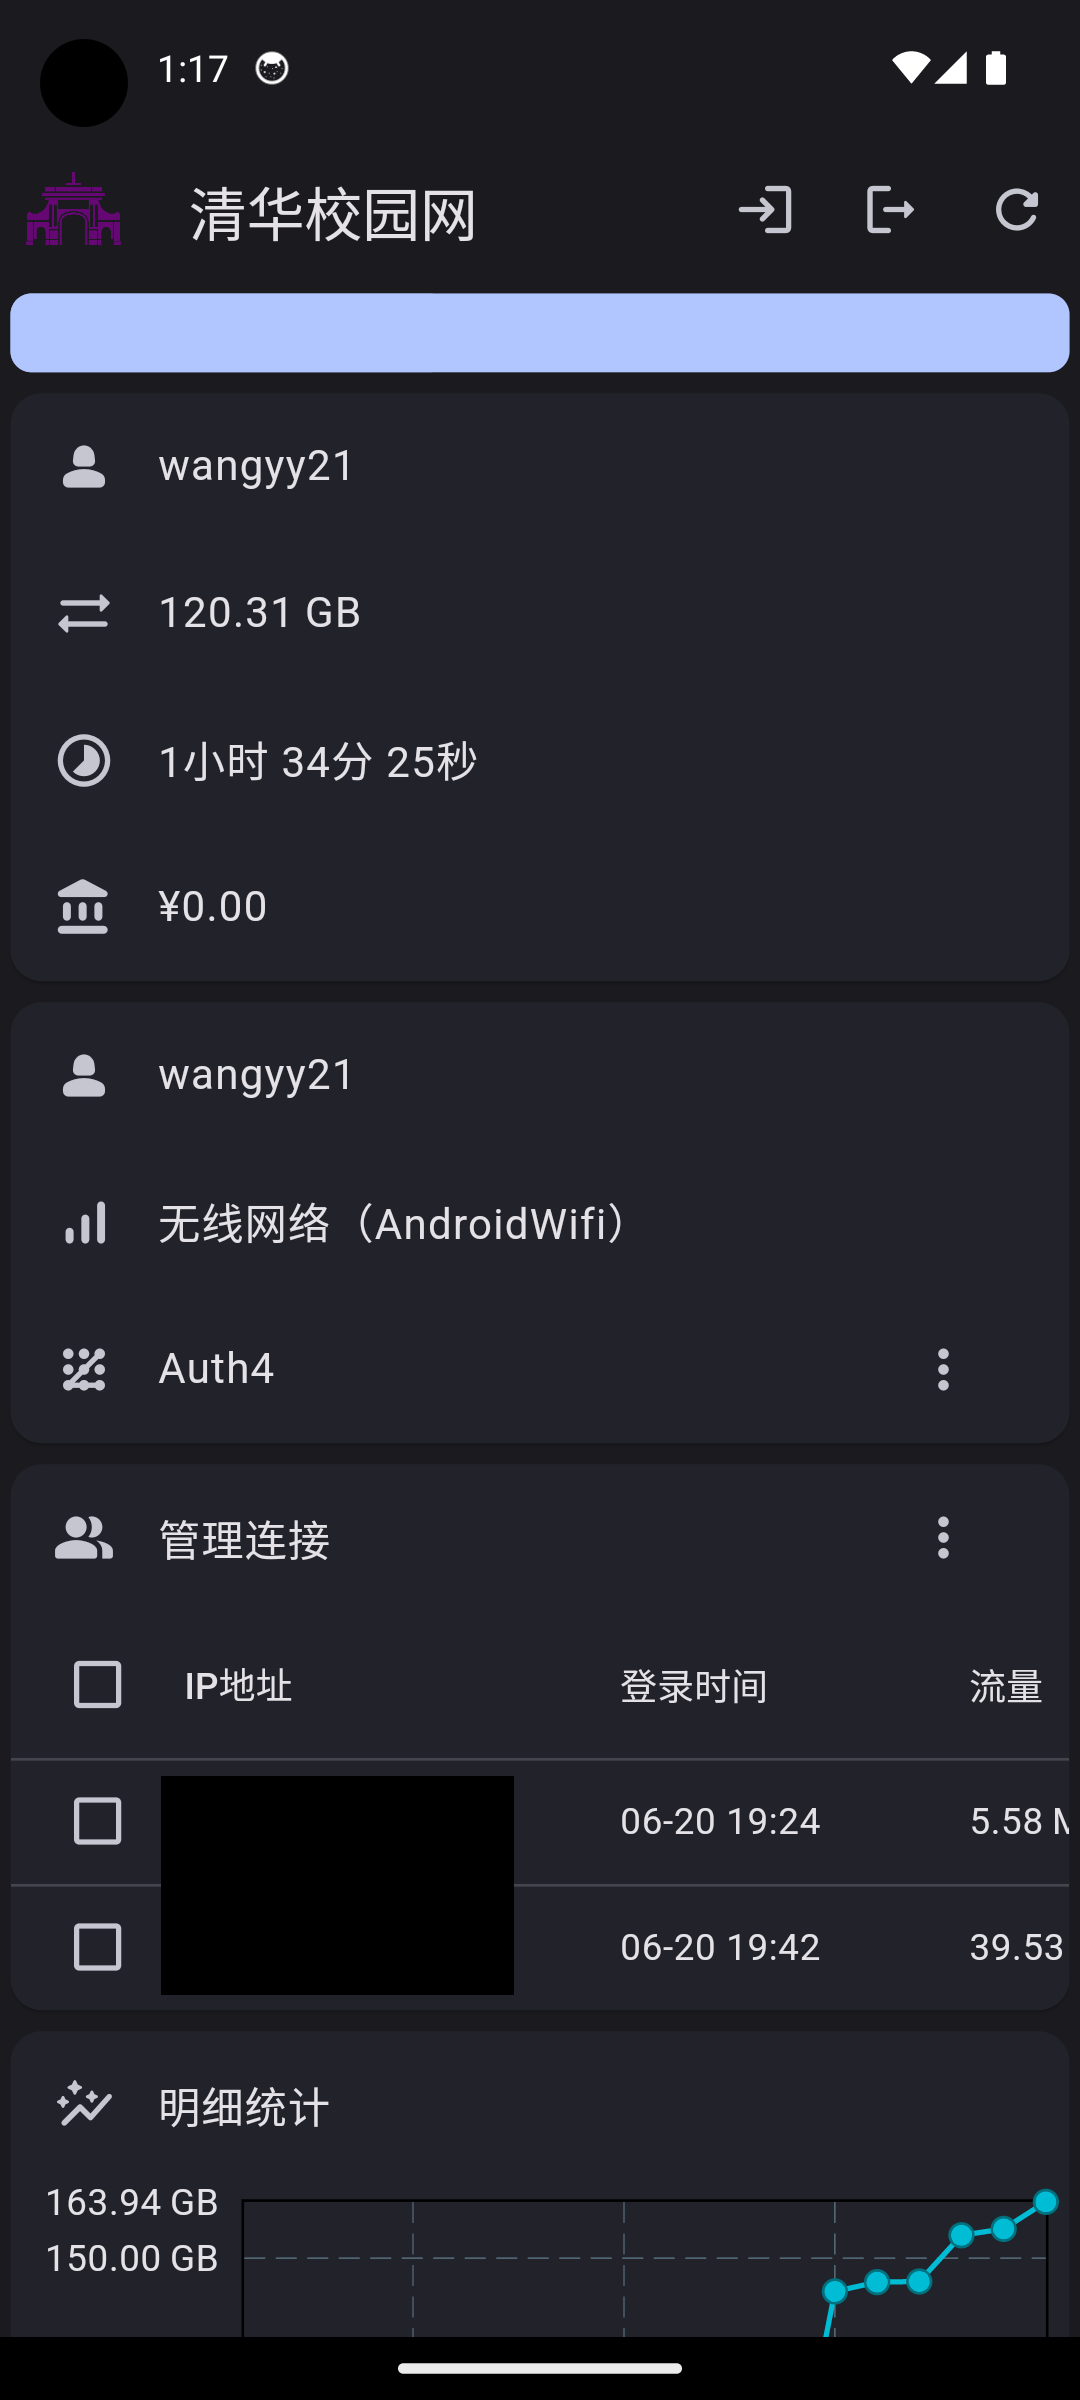 1:17
清华校园网
wangyy21
120.31 GB
1小时 34分 25秒
¥0.00
wangyy21
无线网络（AndroidWifi）
Auth4
管理连接
IP地址 登录时间 流量
06-20 19:24 5.58
06-20 19:42 39.53
明细统计
163.94 GB
150.00 GB